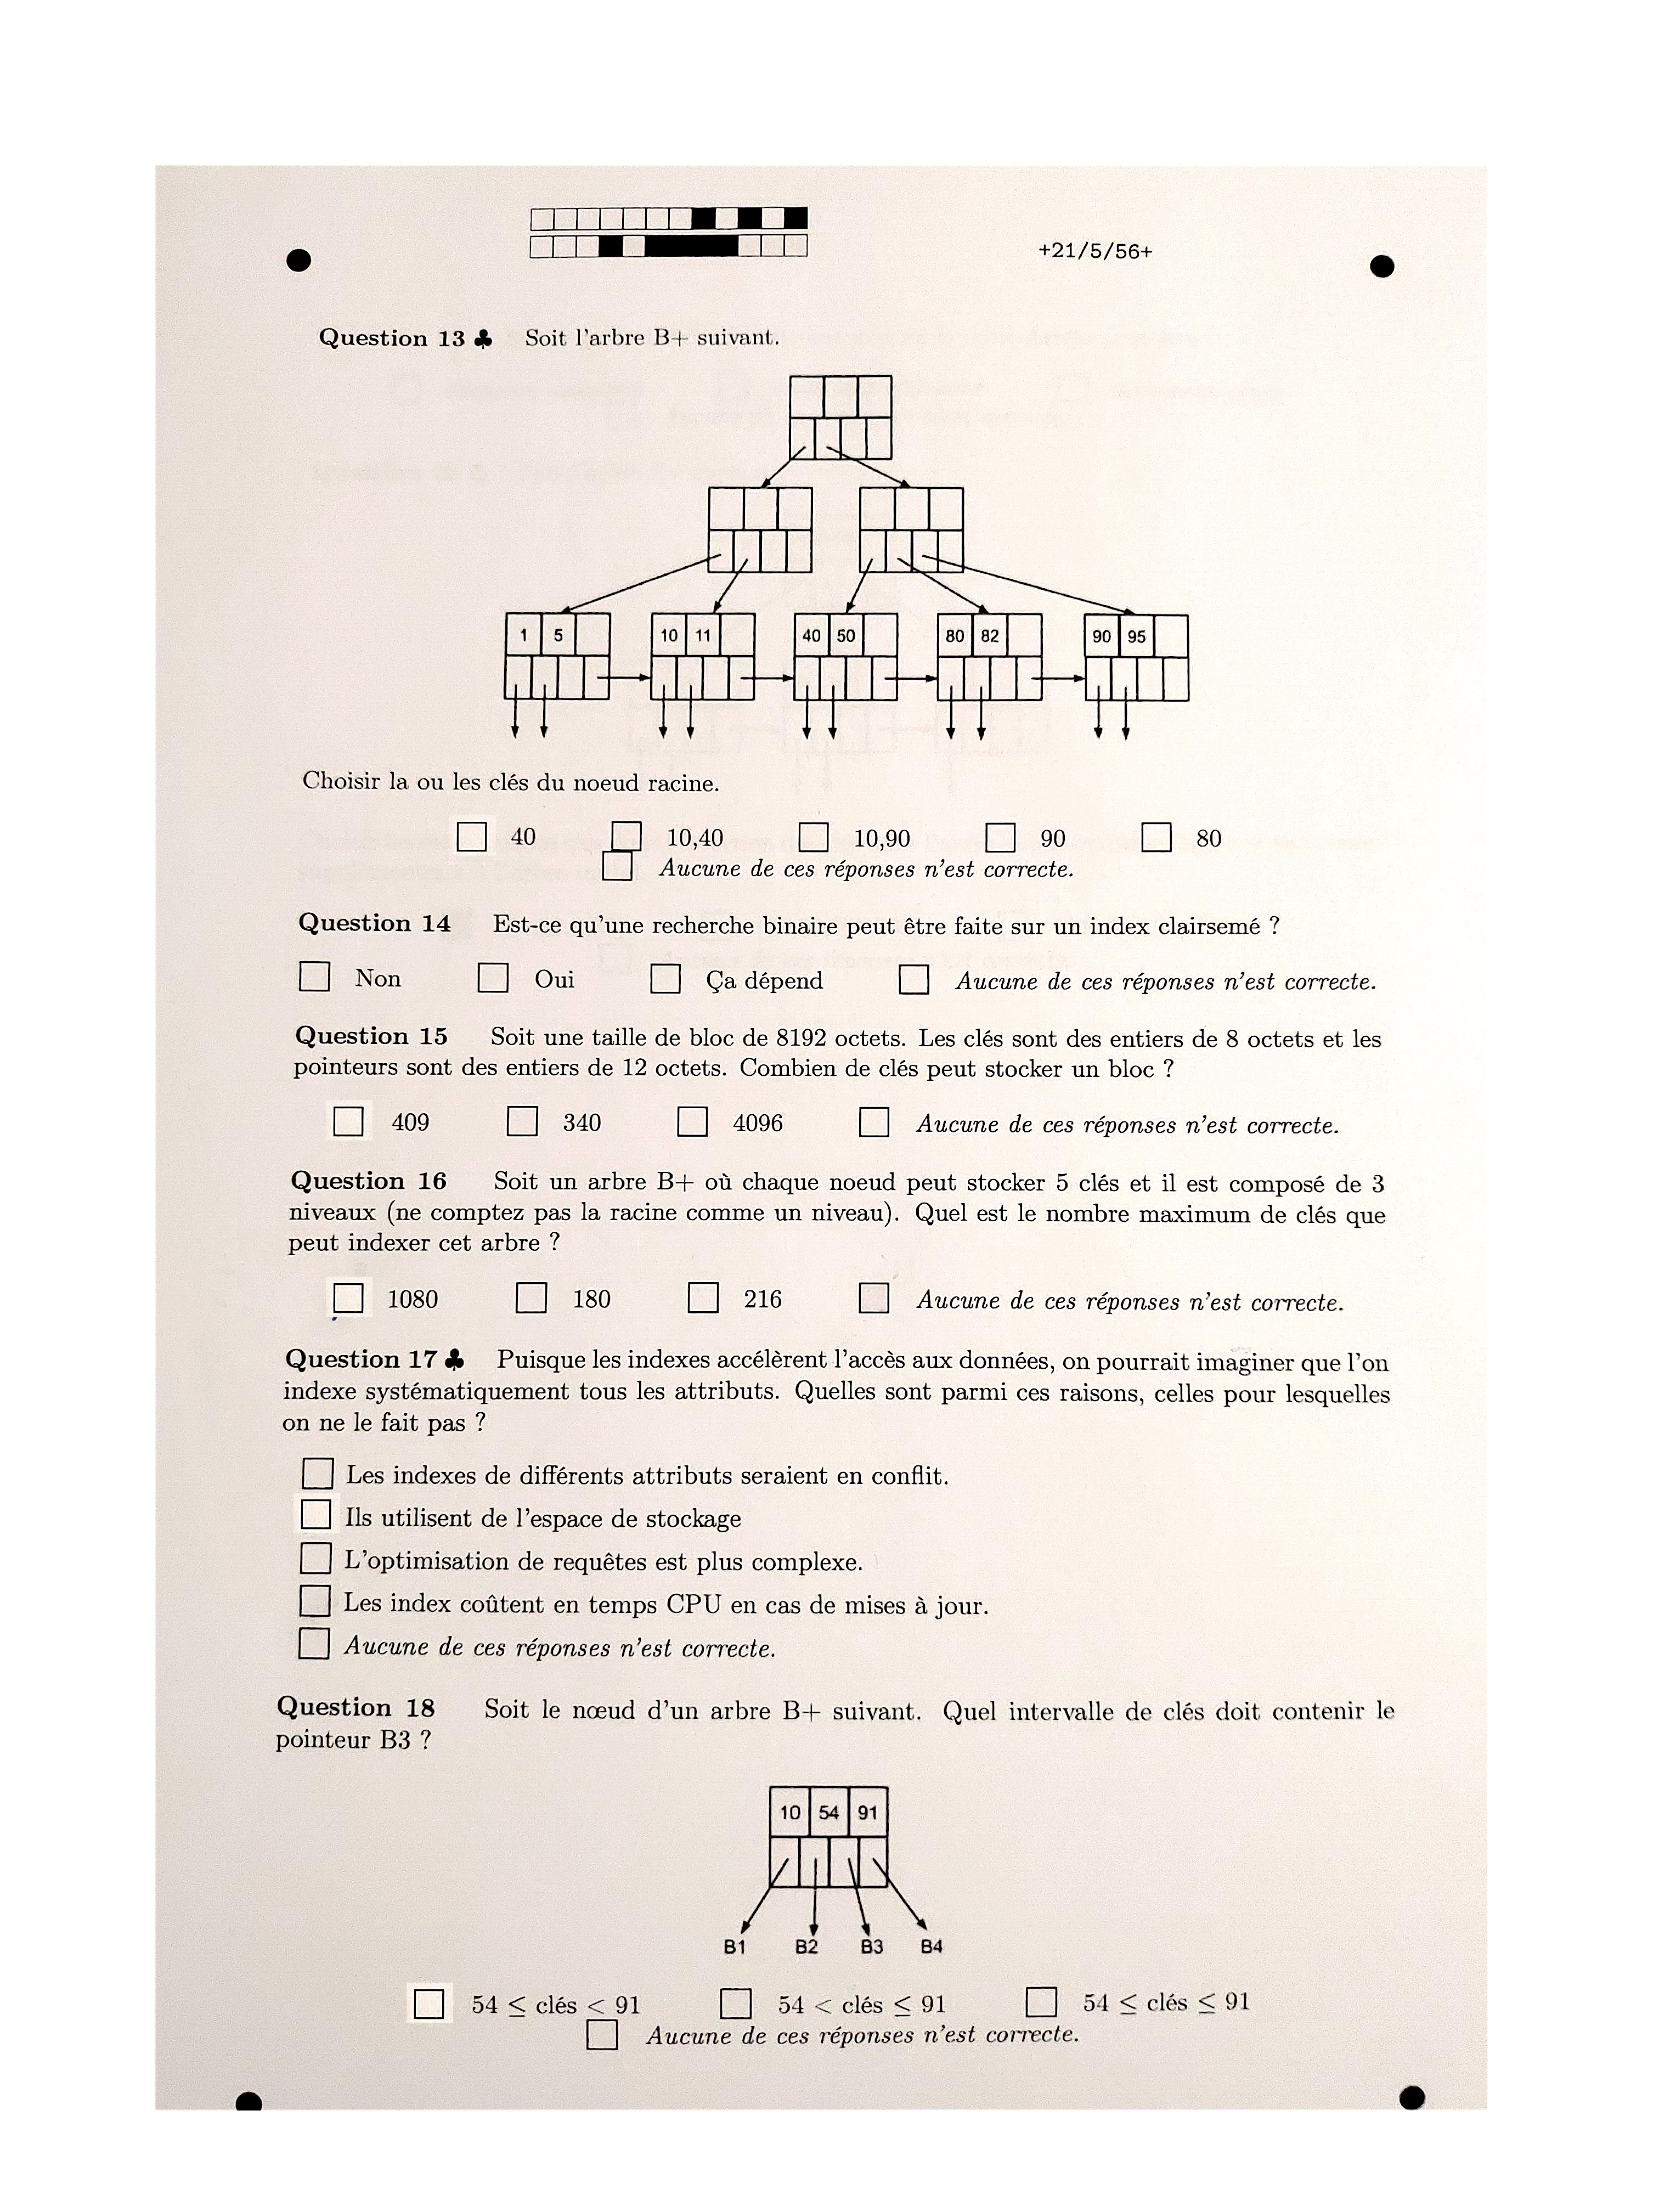 +21/5/56+
Question 13 ♣ Soit l'arbre B+ suivant.
1 5 10 11 40 50 80 82 90 95
Choisir la ou les clés du noeud racine.
40 10,40 10,90 90 80
Aucune de ces réponses n'est correcte.
Question 14 Est-ce qu'une recherche binaire peut être faite sur un index clairsemé ?
Non Oui Ça dépend Aucune de ces réponses n'est correcte.
Question 15 Soit une taille de bloc de 8192 octets. Les clés sont des entiers de 8 octets et les
pointeurs sont des entiers de 12 octets. Combien de clés peut stocker un bloc ?
409 340 4096 Aucune de ces réponses n'est correcte.
Question 16 Soit un arbre B+ où chaque noeud peut stocker 5 clés et il est composé de 3
niveaux (ne comptez pas la racine comme un niveau). Quel est le nombre maximum de clés que
peut indexer cet arbre ?
1080 180 216 Aucune de ces réponses n'est correcte.
Question 17 ♣ Puisque les indexes accélèrent l'accès aux données, on pourrait imaginer que l'on
indexe systématiquement tous les attributs. Quelles sont parmi ces raisons, celles pour lesquelles
on ne le fait pas ?
Les indexes de différents attributs seraient en conflit.
Ils utilisent de l'espace de stockage
L'optimisation de requêtes est plus complexe.
Les index coûtent en temps CPU en cas de mises à jour.
Aucune de ces réponses n'est correcte.
Question 18 Soit le nœud d'un arbre B+ suivant. Quel intervalle de clés doit contenir le
pointeur B3 ?
10 54 91
B1 B2 B3 B4
54 ≤ clés < 91 54 < clés ≤ 91 54 ≤ clés ≤ 91
Aucune de ces réponses n'est correcte.